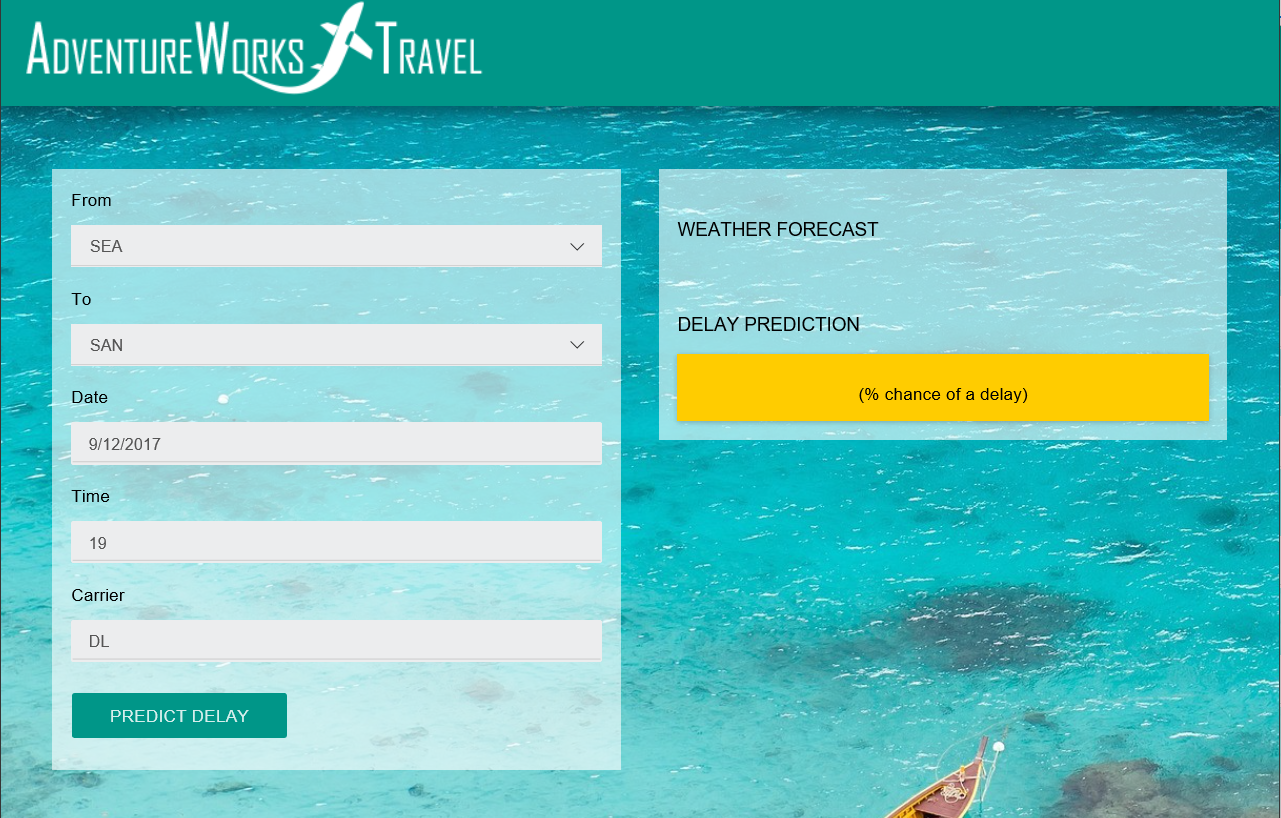 ADVENTUREWORKS TRAVEL
From
SEA
To
SAN
Date
9/12/2017
Time
19
Carrier
DL
PREDICT DELAY
WEATHER FORECAST
DELAY PREDICTION
(% chance of a delay)